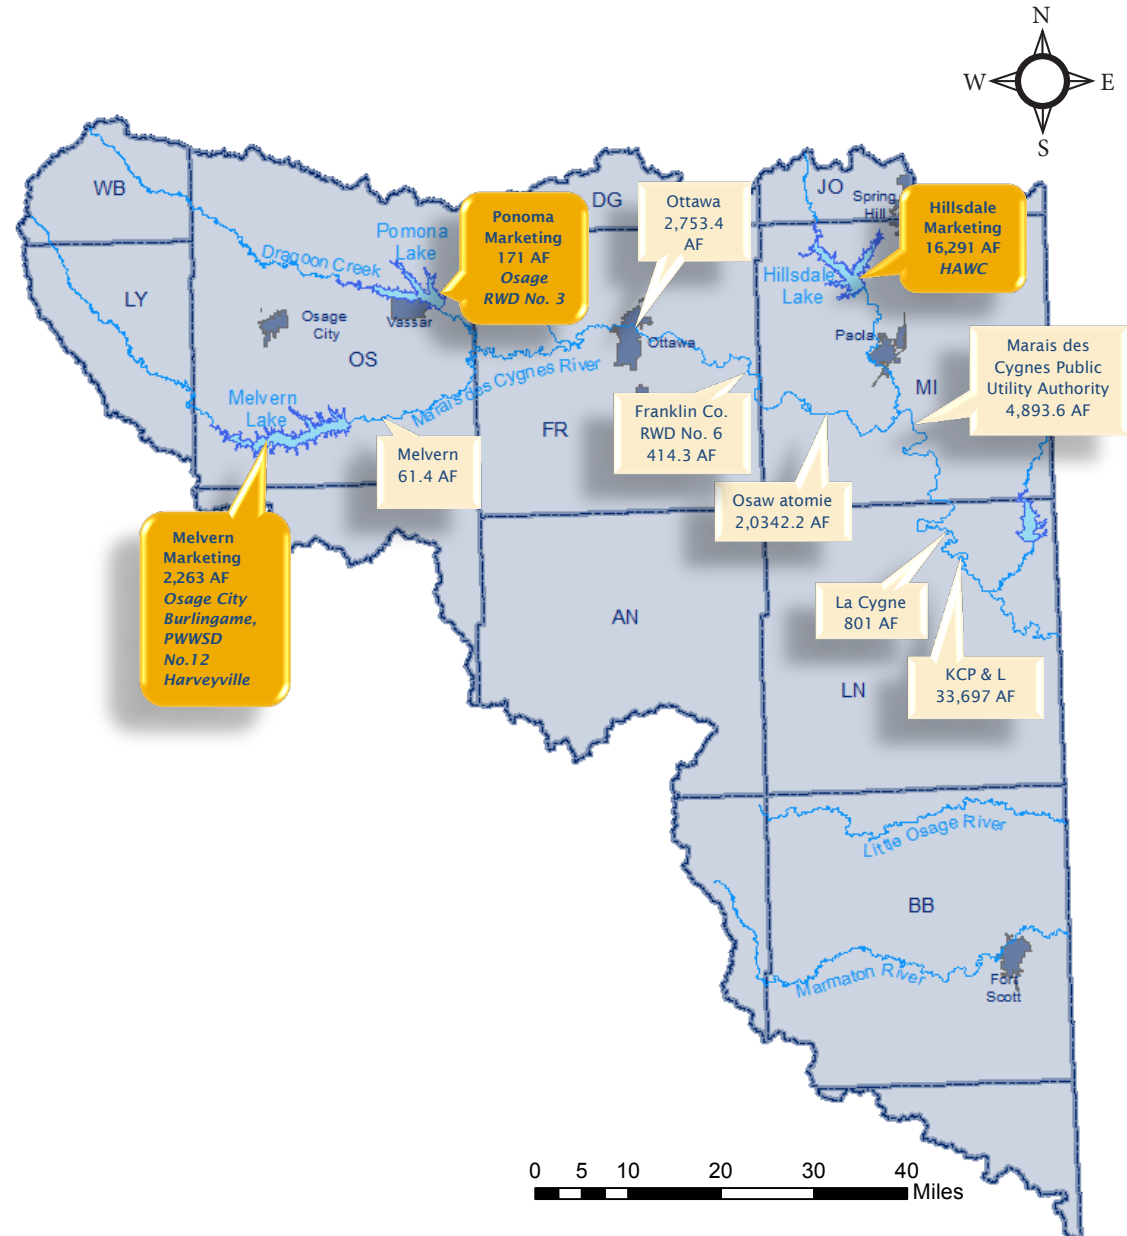 N
W
E
S
WB
DG
JO
Spring
Hill
Ottawa
2,753.4
AF
Ponoma
Marketing
171 AF
Osage
RWD No. 3
Hillsdale
Marketing
16,291 AF
HAWC
Pomona
Lake
Dragoon Creek
Hillsdale
Lake
LY
Osage
City
Vassar
OS
Ottawa
Paola
Marais des
Cygnes Public
Utility Authority
4,893.6 AF
MI
Marais des Cygnes River
Melvern
Lake
FR
Franklin Co.
RWD No. 6
414.3 AF
Melvern
61.4 AF
Osaw atomie
2,0342.2 AF
Melvern
Marketing
2,263 AF
Osage City
Burlingame,
PWWSD
No.12
Harveyville
La Cygne
801 AF
AN
KCP & L
33,697 AF
LN
Little Osage River
BB
Marmaton River
Fort
Scott
0 5 10 20 30 40
Miles